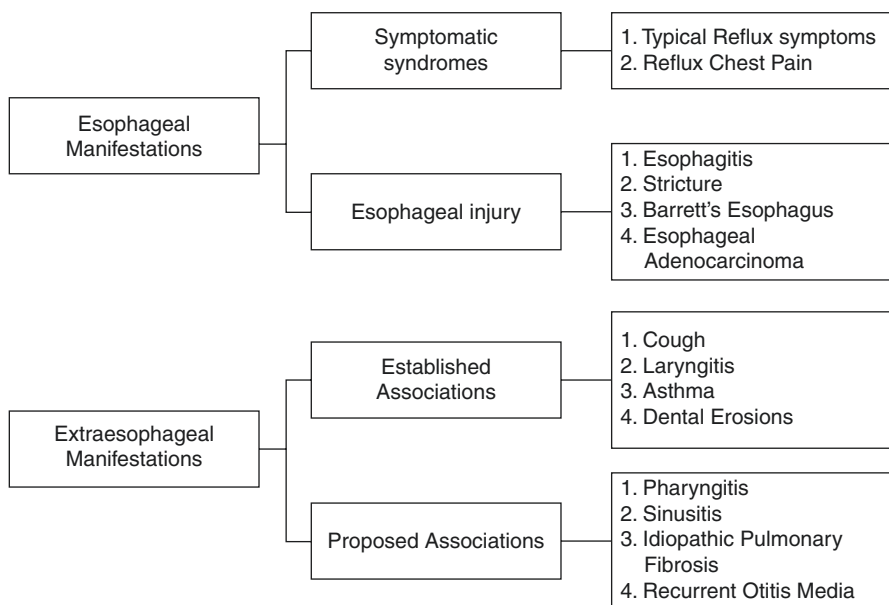 Esophageal
Manifestations
Symptomatic
syndromes
1. Typical Reflux symptoms
2. Reflux Chest Pain
Esophageal injury
1. Esophagitis
2. Stricture
3. Barrett's Esophagus
4. Esophageal
Adenocarcinoma
Extraesophageal
Manifestations
Established
Associations
1. Cough
2. Laryngitis
3. Asthma
4. Dental Erosions
Proposed Associations
1. Pharyngitis
2. Sinusitis
3. Idiopathic Pulmonary
Fibrosis
4. Recurrent Otitis Media